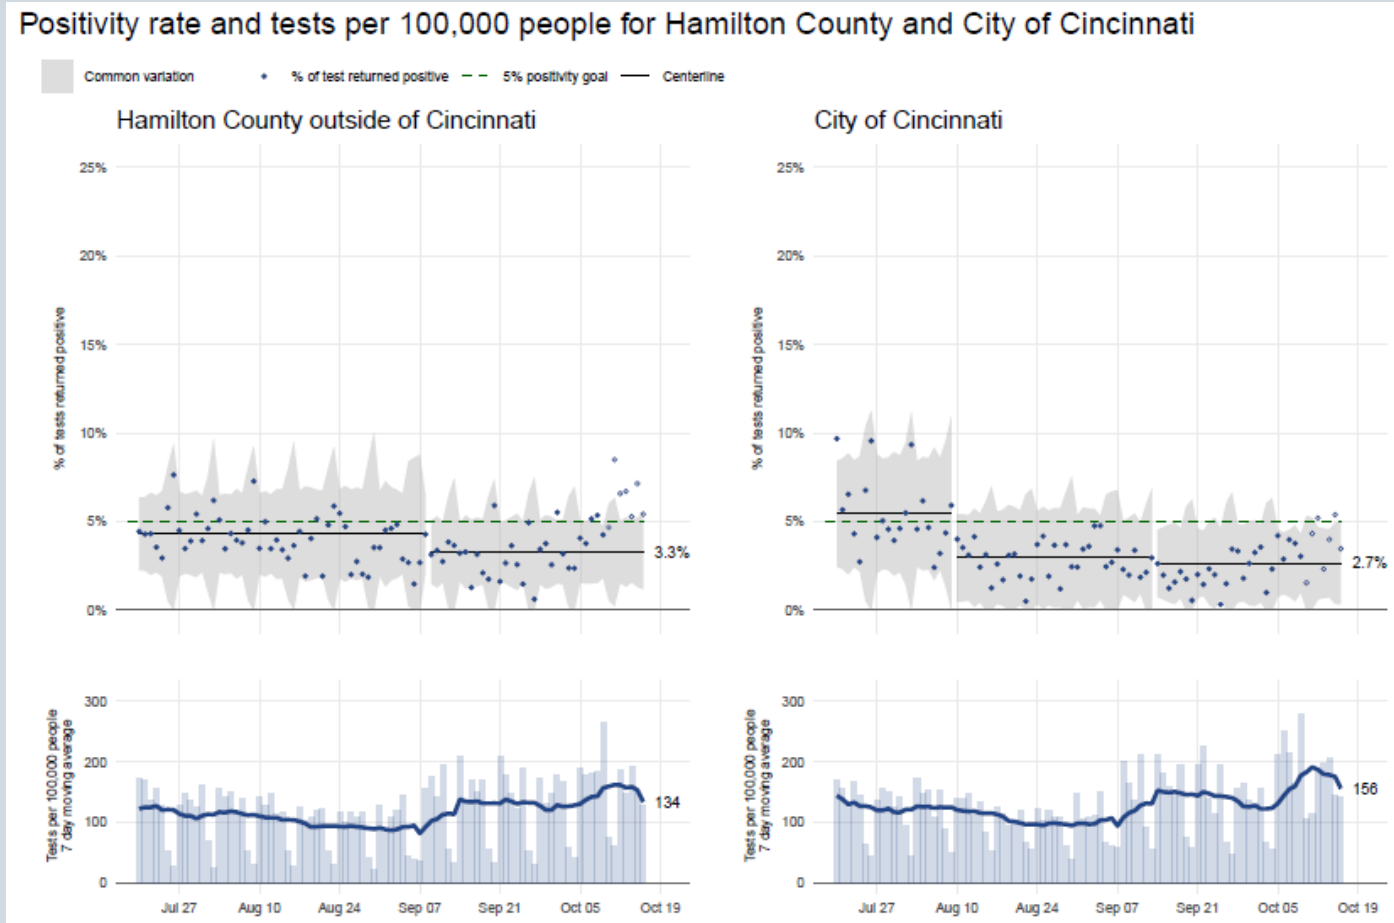 Positivity rate and tests per 100,000 people for Hamilton County and City of Cincinnati
Common variation % of test returned positive 5% positivity goal Centerline
Hamilton County outside of Cincinnati
25%
20%
15%
10%
5%
0%
% of tests returned positive
3.3%
300
200
100
0
Tests per 100,000 people
7 day moving average
134
Jul 27 Aug 10 Aug 24 Sep 07 Sep 21 Oct 05 Oct 19
City of Cincinnati
25%
20%
15%
10%
5%
0%
% of tests returned positive
2.7%
300
200
100
0
Tests per 100,000 people
7 day moving average
156
Jul 27 Aug 10 Aug 24 Sep 07 Sep 21 Oct 05 Oct 19